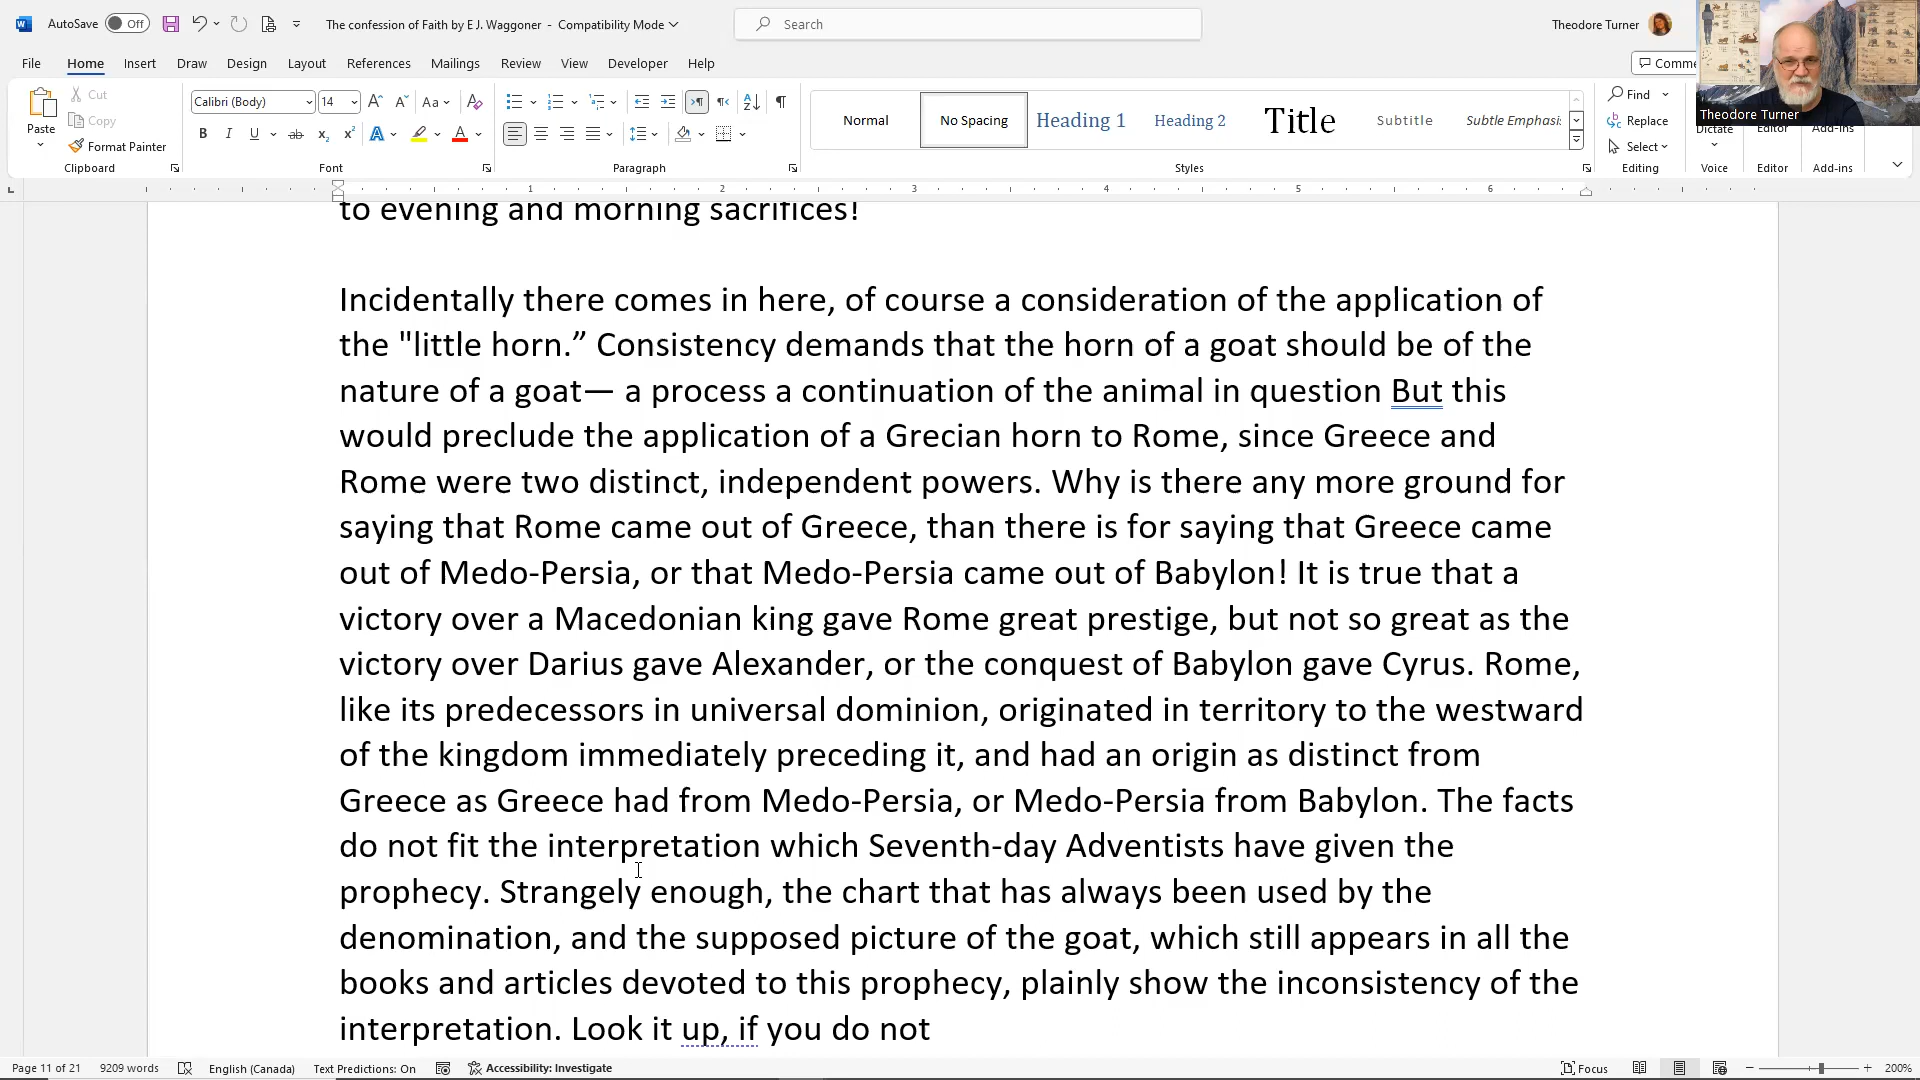 AutoSave Off
The confession of Faith by E J. Waggoner - Compatibility Mode
Search
Theodore Turner
File Home Insert Draw Design Layout References Mailings Review View Developer Help
Paste
Cut
Copy
Format Painter
Clipboard
Calibri (Body) 14
Font
Paragraph
Normal
No Spacing
Heading 1
Heading 2
Title
Subtitle
Subtle Emphasi:
Styles
Find
Replace
Select
Editing
Dictate
Voice
Editor
Editor
Add-ins
Add-ins
Theodore Turner
1 2 3 4 5 6
to evening and morning sacrifices!
Incidentally there comes in here, of course a consideration of the application of
the "little horn.” Consistency demands that the horn of a goat should be of the
nature of a goat— a process a continuation of the animal in question But this
would preclude the application of a Grecian horn to Rome, since Greece and
Rome were two distinct, independent powers. Why is there any more ground for
saying that Rome came out of Greece, than there is for saying that Greece came
out of Medo-Persia, or that Medo-Persia came out of Babylon! It is true that a
victory over a Macedonian king gave Rome great prestige, but not so great as the
victory over Darius gave Alexander, or the conquest of Babylon gave Cyrus. Rome,
like its predecessors in universal dominion, originated in territory to the westward
of the kingdom immediately preceding it, and had an origin as distinct from
Greece as Greece had from Medo-Persia, or Medo-Persia from Babylon. The facts
do not fit the interpretation which Seventh-day Adventists have given the
prophecy. Strangely enough, the chart that has always been used by the
denomination, and the supposed picture of the goat, which still appears in all the
books and articles devoted to this prophecy, plainly show the inconsistency of the
interpretation. Look it up, if you do not
Page 11 of 21 9209 words English (Canada) Text Predictions: On Accessibility: Investigate Focus 200%